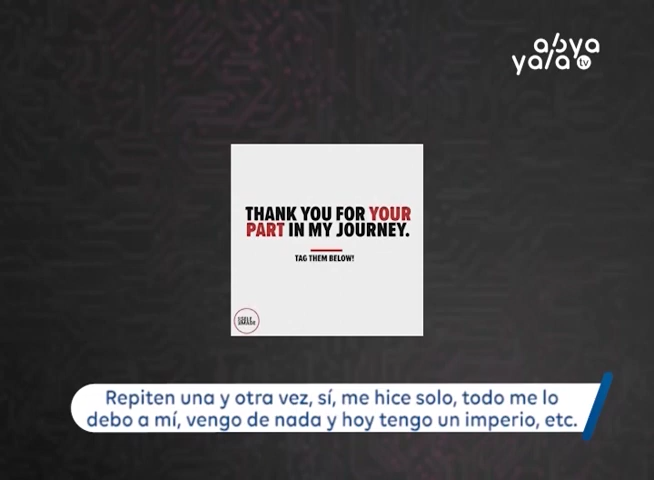 abya
yala tv
THANK YOU FOR YOUR
PART IN MY JOURNEY.
TAG THEM BELOW!
Repiten una y otra vez, sí, me hice solo, todo me lo
debo a mí, vengo de nada y hoy tengo un imperio, etc.